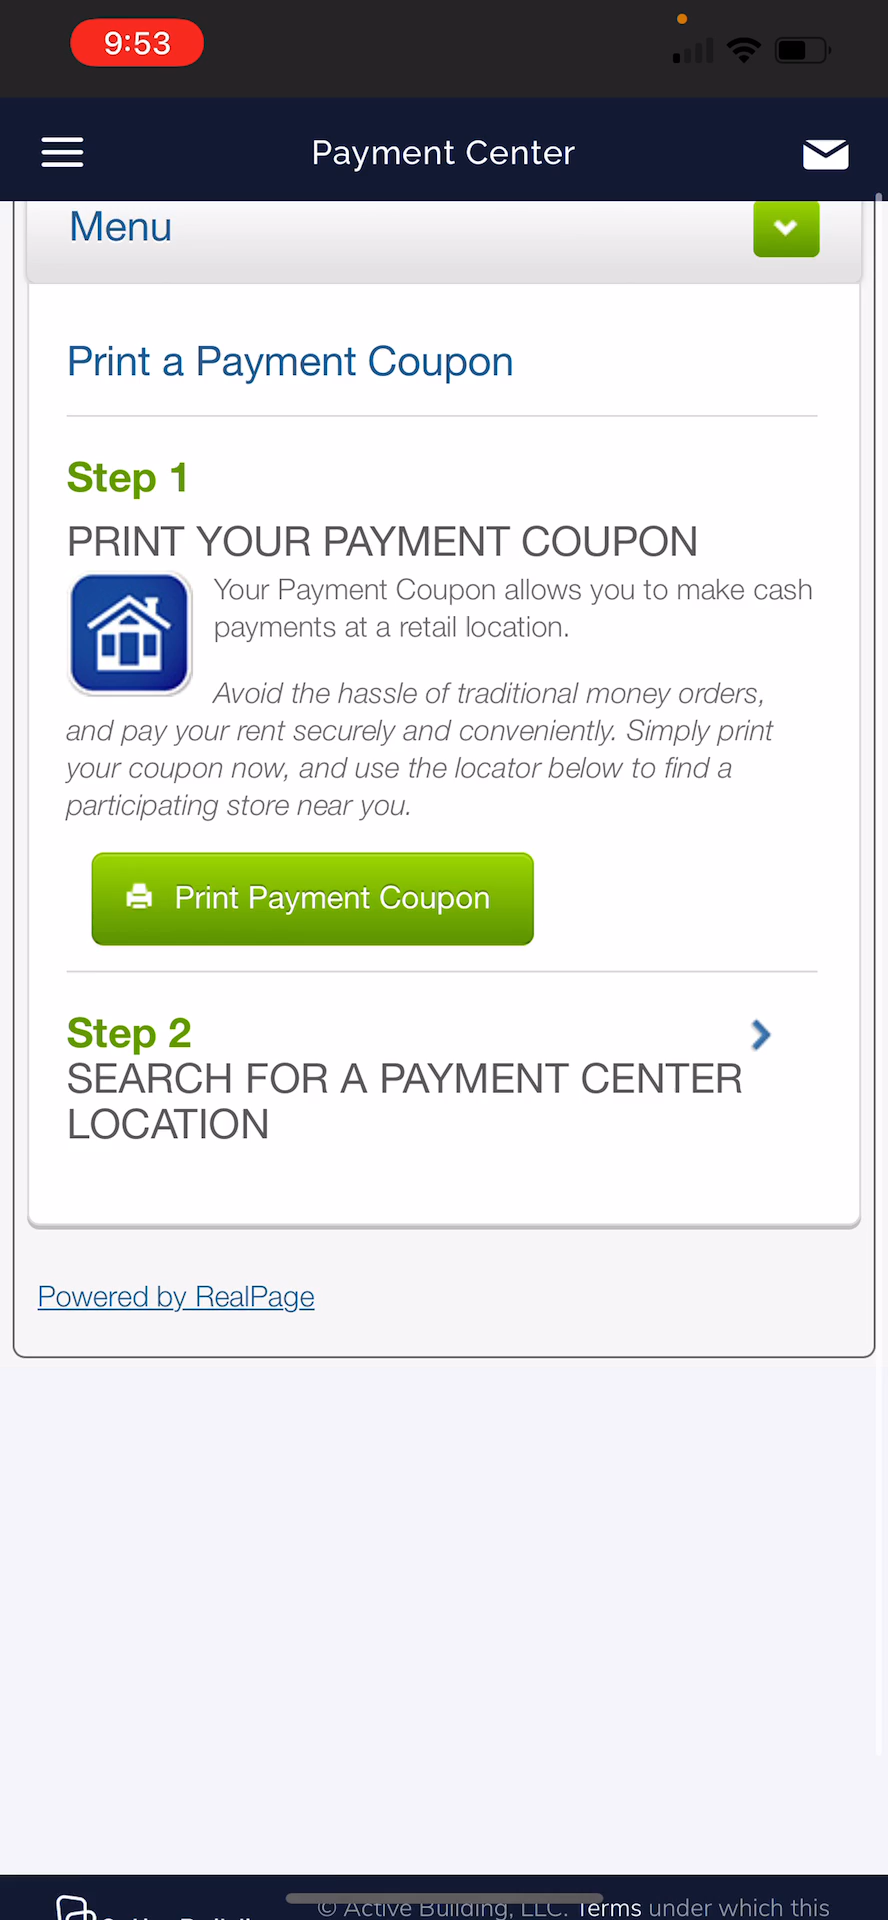 9:53
Payment Center
Menu
Print a Payment Coupon
Step 1
PRINT YOUR PAYMENT COUPON
Your Payment Coupon allows you to make cash
payments at a retail location.
Avoid the hassle of traditional money orders,
and pay your rent securely and conveniently. Simply print
your coupon now, and use the locator below to find a
participating store near you.
Print Payment Coupon
Step 2
SEARCH FOR A PAYMENT CENTER
LOCATION
Powered by RealPage
© Active Building, LLC. Terms under which this